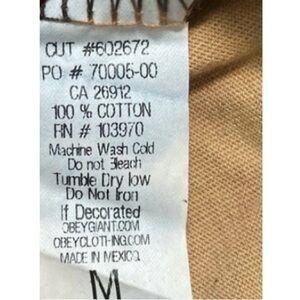 CUT #602672
PO # 70005-00
CA 26912
100 % COTTON
RN # 103970
Machine Wash Cold
Do not Bleach
Tumble Dry low
Do Not Iron
If Decorated
OBEYGIANT.COM
OBEYCLOTHING.COM
MADE IN MEXICO
M